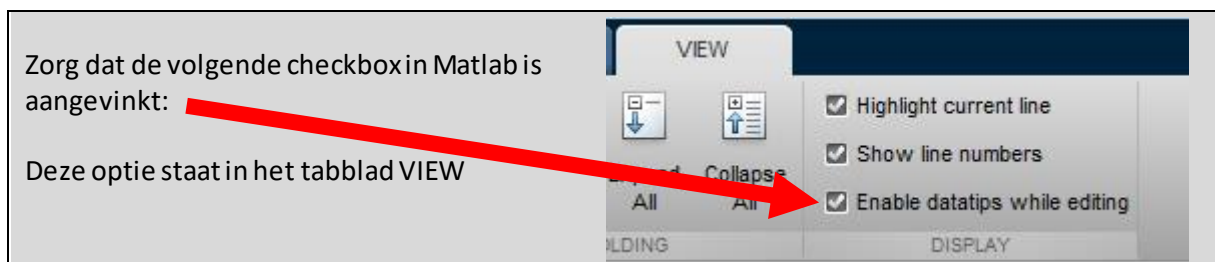 Zorg dat de volgende checkbox in Matlab is
aangevinkt:
Deze optie staat in het tabblad VIEW
VIEW
All
Collapse
All
Highlight current line
Show line numbers
Enable datatips while editing
DISPLAY